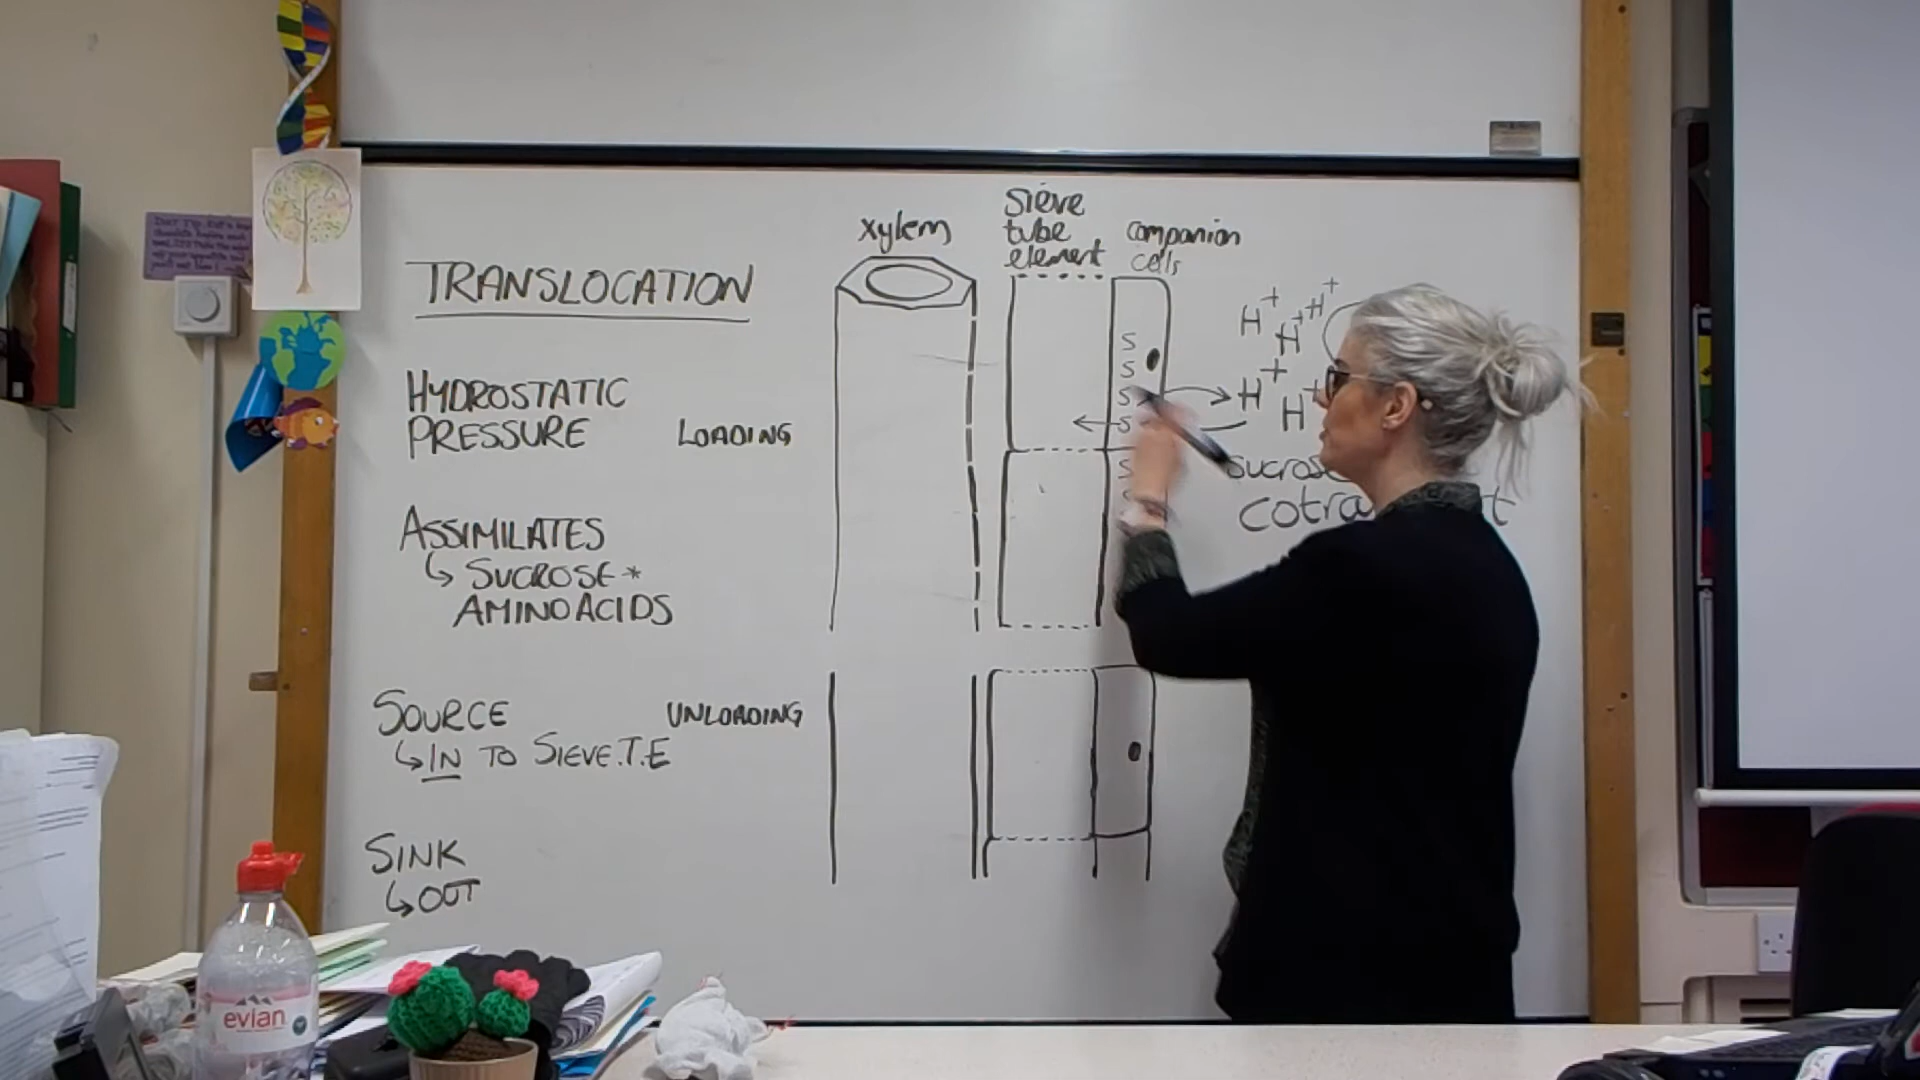 TRANSLOCATION
HYDROSTATIC
PRESSURE
LOADING
ASSIMILATES
↳ SUCROSE *
AMINO ACIDS
SOURCE
↳ IN TO SIEVE.T.E
UNLOADING
SINK
↳ OUT
xylem
Sieve
tube
element
companion
cells
S
S
S
S
S
H+
H+
H+
H+
H+
sucrose
evian